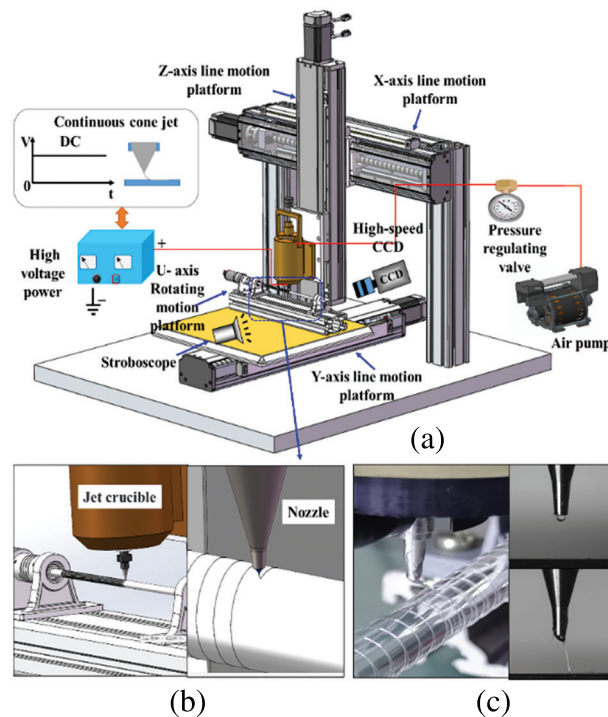 Z-axis line motion
platform
X-axis line motion
platform
Continuous cone jet
V
DC
0
t
High
voltage
power
+
−
U- axis
Rotating
motion
platform
High-speed
CCD
CCD
Pressure
regulating
valve
Air pump
Stroboscope
Y-axis line motion
platform
(a)
Jet crucible
Nozzle
(b)
(c)